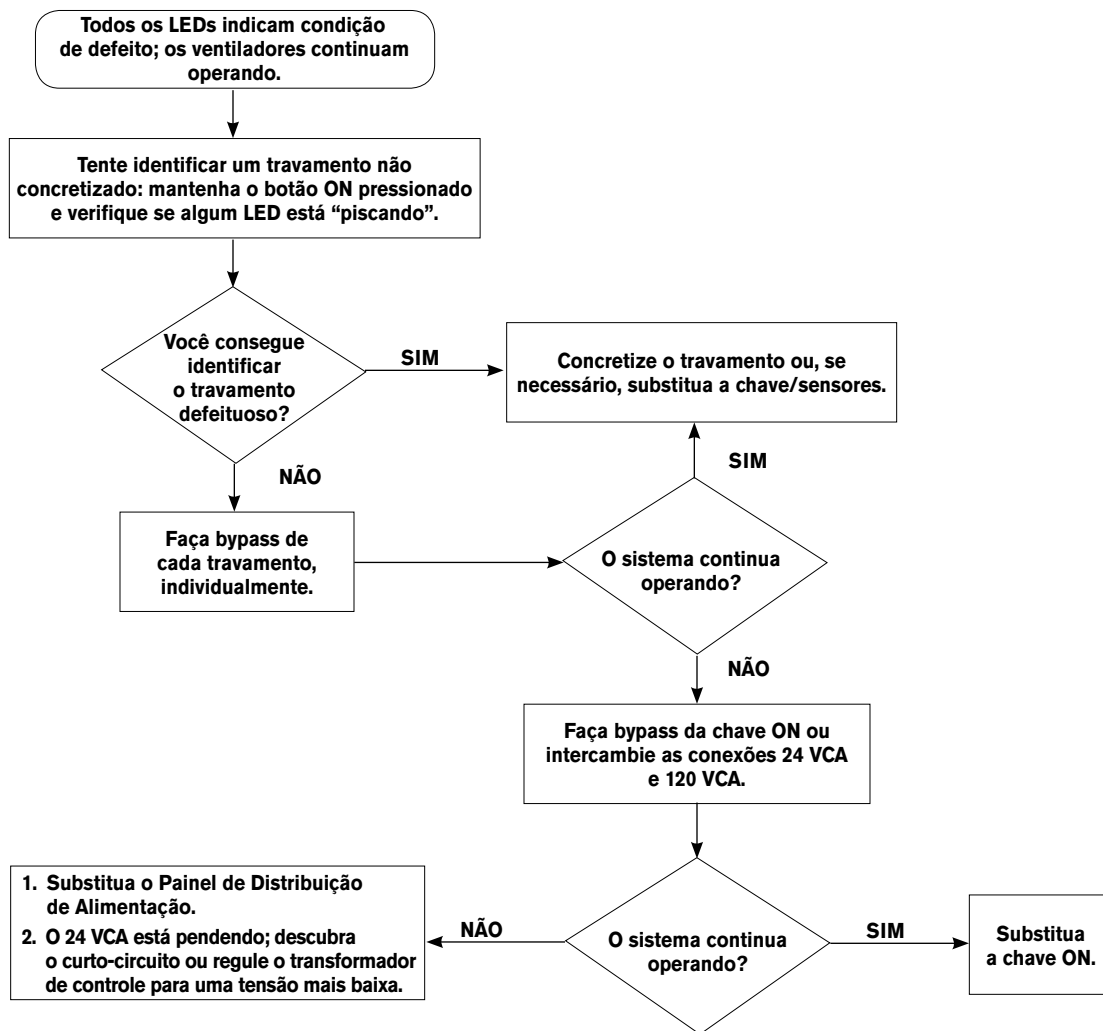 Todos os LEDs indicam condição
de defeito; os ventiladores continuam
operando.
Tente identificar um travamento não
concretizado: mantenha o botão ON pressionado
e verifique se algum LED está “piscando”.
Você consegue
identificar
o travamento
defeituoso?
SIM
Concretize o travamento ou, se
necessário, substitua a chave/sensores.
NÃO
SIM
Faça bypass de
cada travamento,
individualmente.
O sistema continua
operando?
NÃO
Faça bypass da chave ON ou
intercambie as conexões 24 VCA
e 120 VCA.
1. Substitua o Painel de Distribuição
de Alimentação.
2. O 24 VCA está pendendo; descubra
o curto-circuito ou regule o transformador
de controle para uma tensão mais baixa.
NÃO
O sistema continua
operando?
SIM
Substitua
a chave ON.